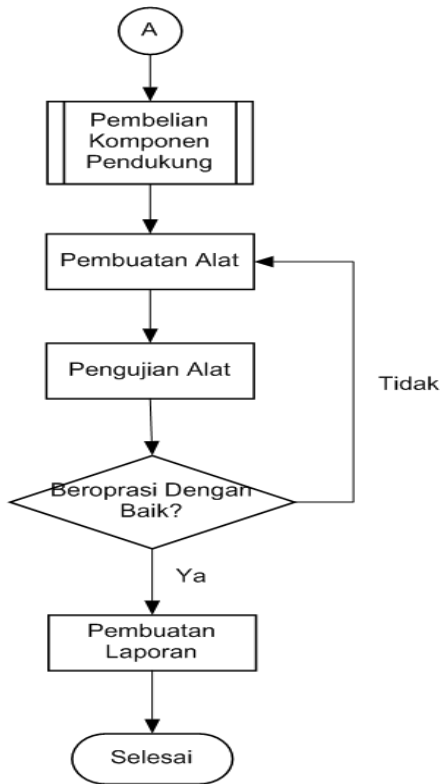 A
Pembelian
Komponen
Pendukung
Pembuatan Alat
Pengujian Alat
Tidak
Beroprasi Dengan
Baik?
Ya
Pembuatan
Laporan
Selesai